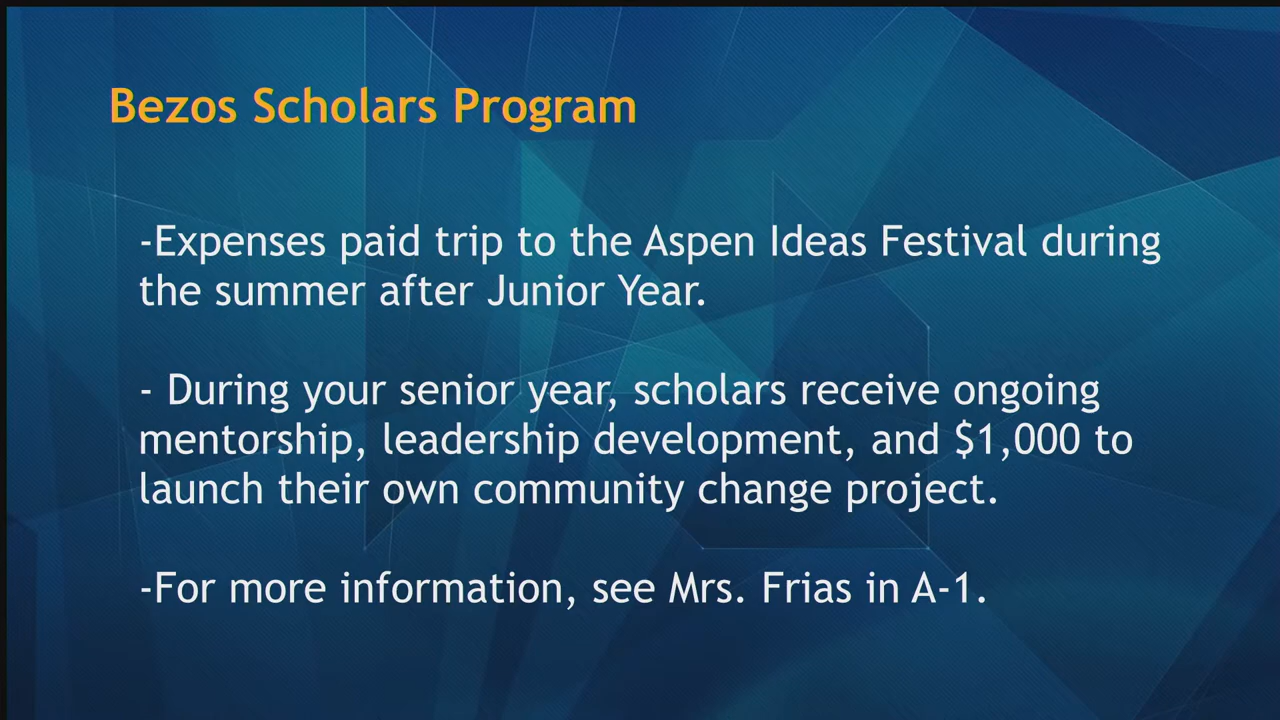 Bezos Scholars Program
-Expenses paid trip to the Aspen Ideas Festival during
the summer after Junior Year.
- During your senior year, scholars receive ongoing
mentorship, leadership development, and $1,000 to
launch their own community change project.
-For more information, see Mrs. Frias in A-1.